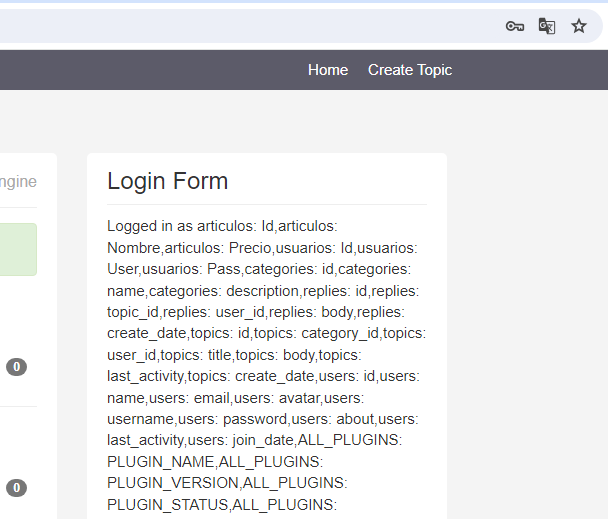 Home
Create Topic
ngine
Login Form
Logged in as articulos: Id,articulos:
Nombre,articulos: Precio,usuarios: Id,usuarios:
User,usuarios: Pass,categories: id,categories:
name,categories: description,replies: id,replies:
topic_id,replies: user_id,replies: body,replies:
create_date,topics: id,topics: category_id,topics:
user_id,topics: title,topics: body,topics:
last_activity,topics: create_date,users: id,users:
name,users: email,users: avatar,users:
username,users: password,users: about,users:
last_activity,users: join_date,ALL_PLUGINS:
PLUGIN_NAME,ALL_PLUGINS:
PLUGIN_VERSION,ALL_PLUGINS:
PLUGIN_STATUS,ALL_PLUGINS:
0
0